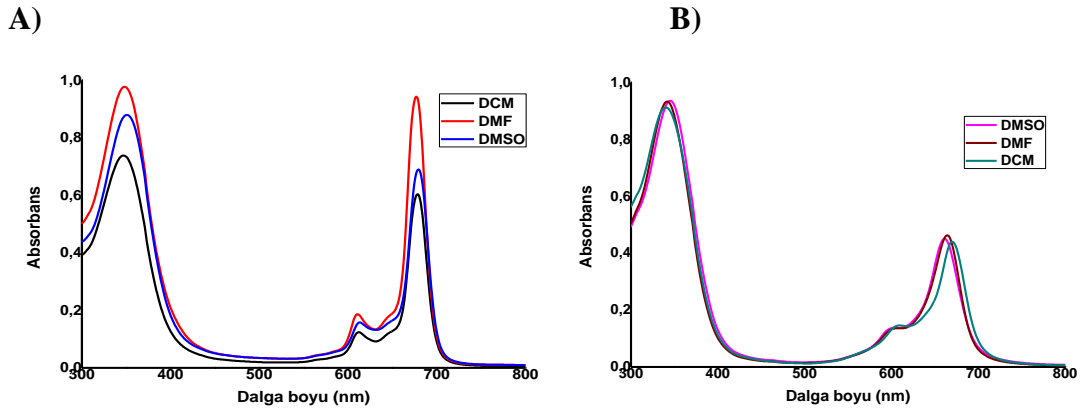 A)
1,0
0,8
0,6
0,4
0,2
0,0
300 400 500 600 700 800
Absorbans
Dalga boyu (nm)
DCM
DMF
DMSO
B)
1,0
0,8
0,6
0,4
0,2
0,0
300 400 500 600 700 800
Absorbans
Dalga boyu (nm)
DMSO
DMF
DCM